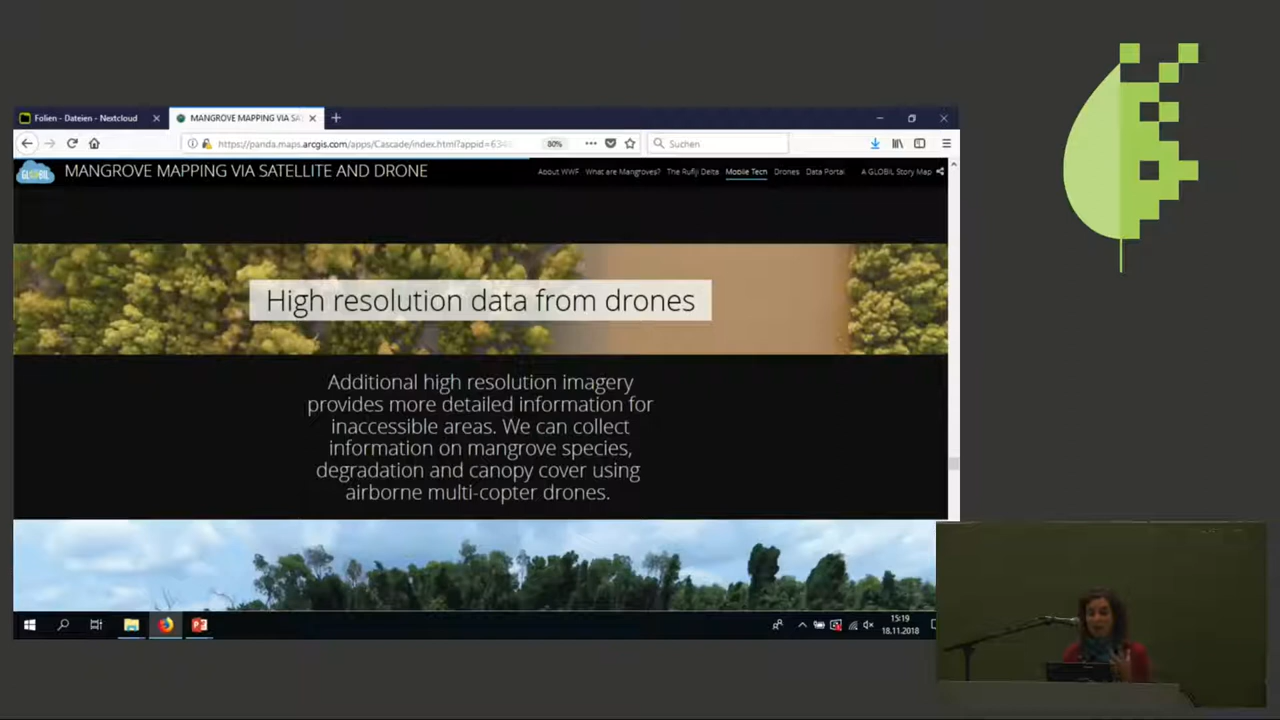 Folien - Dateien - Nextcloud
MANGROVE MAPPING VIA SA
https://panda.maps.arcgis.com/apps/Cascade/index.html?appid=634
80%
Suchen
GLOBIL
MANGROVE MAPPING VIA SATELLITE AND DRONE
About WWF
What are Mangroves?
The Rufiji Delta
Mobile Tech
Drones
Data Portal
A GLOBIL Story Map
High resolution data from drones
Additional high resolution imagery
provides more detailed information for
inaccessible areas. We can collect
information on mangrove species,
degradation and canopy cover using
airborne multi-copter drones.
15:19
18.11.2018